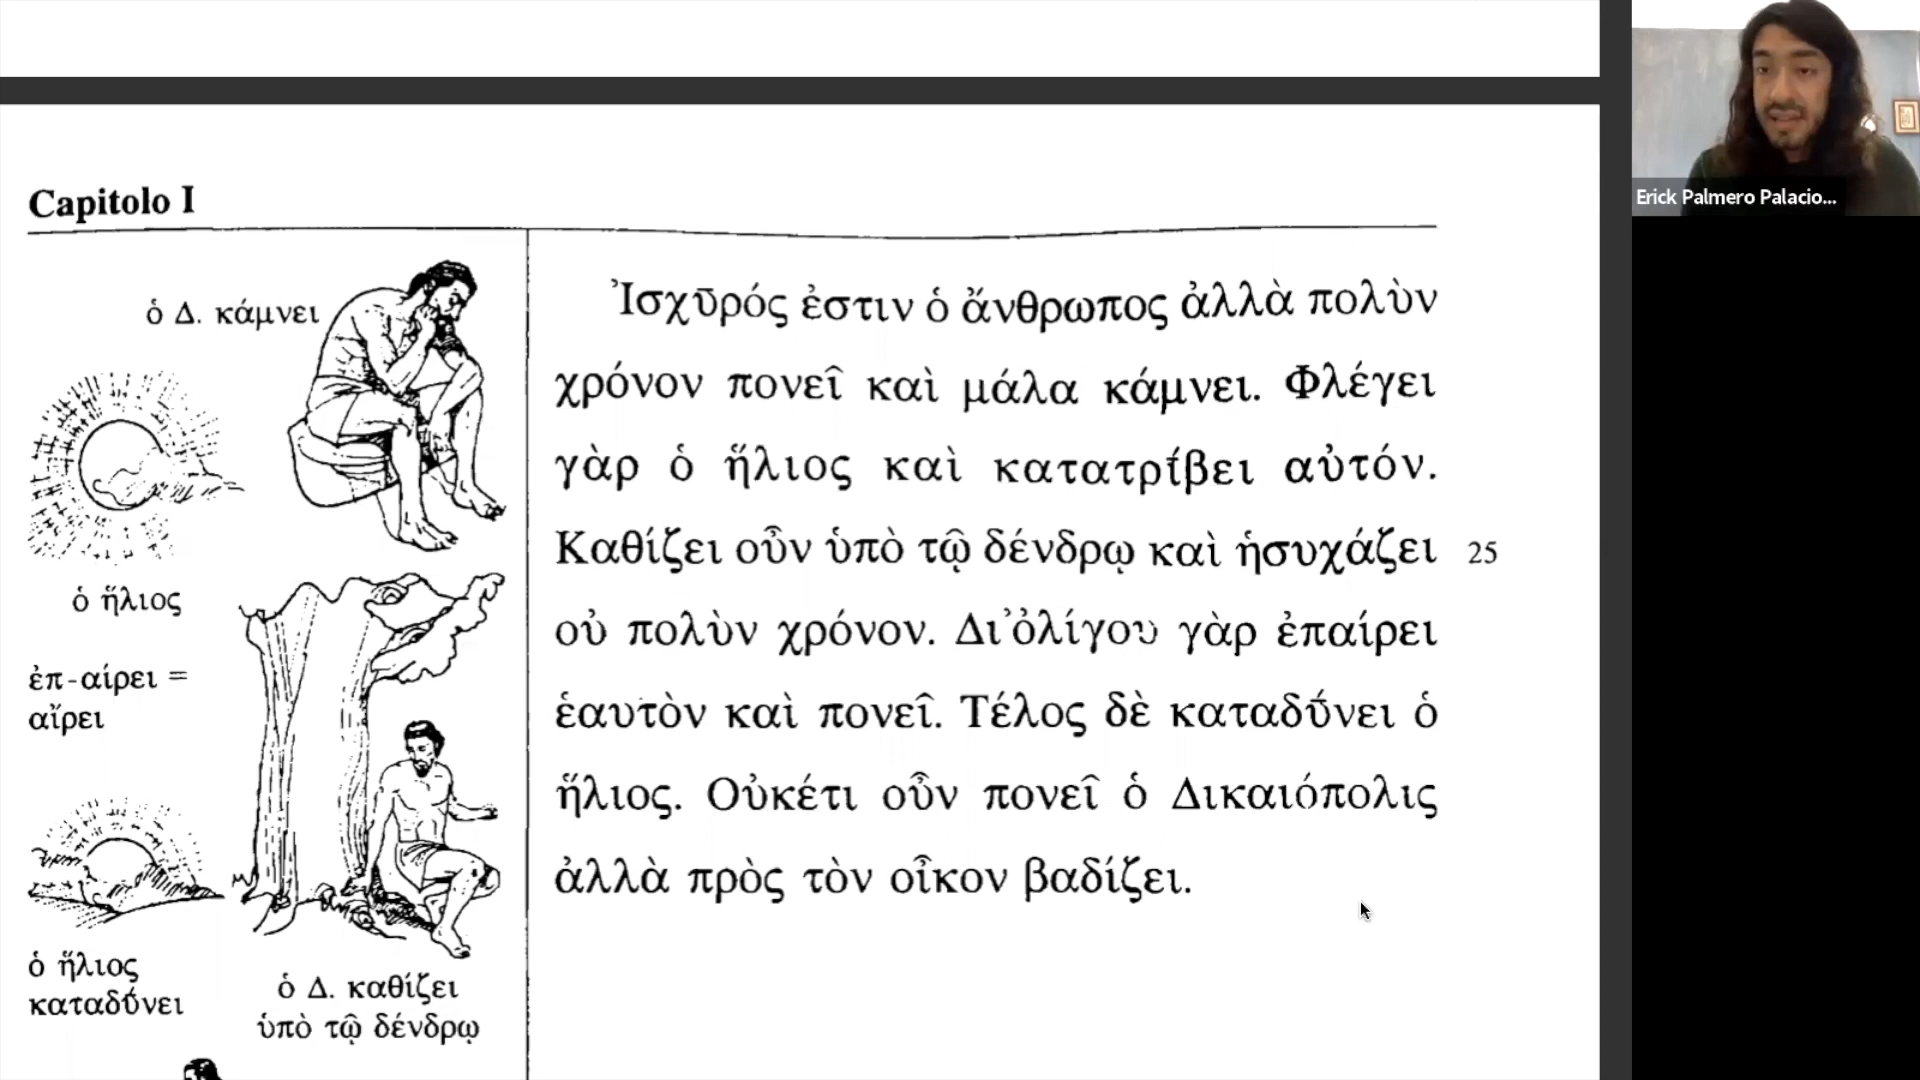 Capitolo I
ὁ Δ. κάμνει
ὁ ἥλιος
ἐπ-αίρει =
αἴρει
ὁ ἥλιος
καταδῡ́νει
ὁ Δ. καθίζει
ὑπὸ τῷ δένδρῳ
Ἰσχῡρός ἐστιν ὁ ἄνθρωπος ἀλλὰ πολὺν
χρόνον πονεῖ καὶ μάλα κάμνει. Φλέγει
γὰρ ὁ ἥλιος καὶ κατατρῑ́βει αὐτόν.
Καθίζει οὖν ὑπὸ τῷ δένδρῳ καὶ ἡσυχάζει
25
οὐ πολὺν χρόνον. Δι᾿ὀλίγου γὰρ ἐπαίρει
ἑαυτὸν καὶ πονεῖ. Τέλος δὲ καταδῡ́νει ὁ
ἥλιος. Οὐκέτι οὖν πονεῖ ὁ Δικαιόπολις
ἀλλὰ πρὸς τὸν οἶκον βαδίζει.
Erick Palmero Palacio...